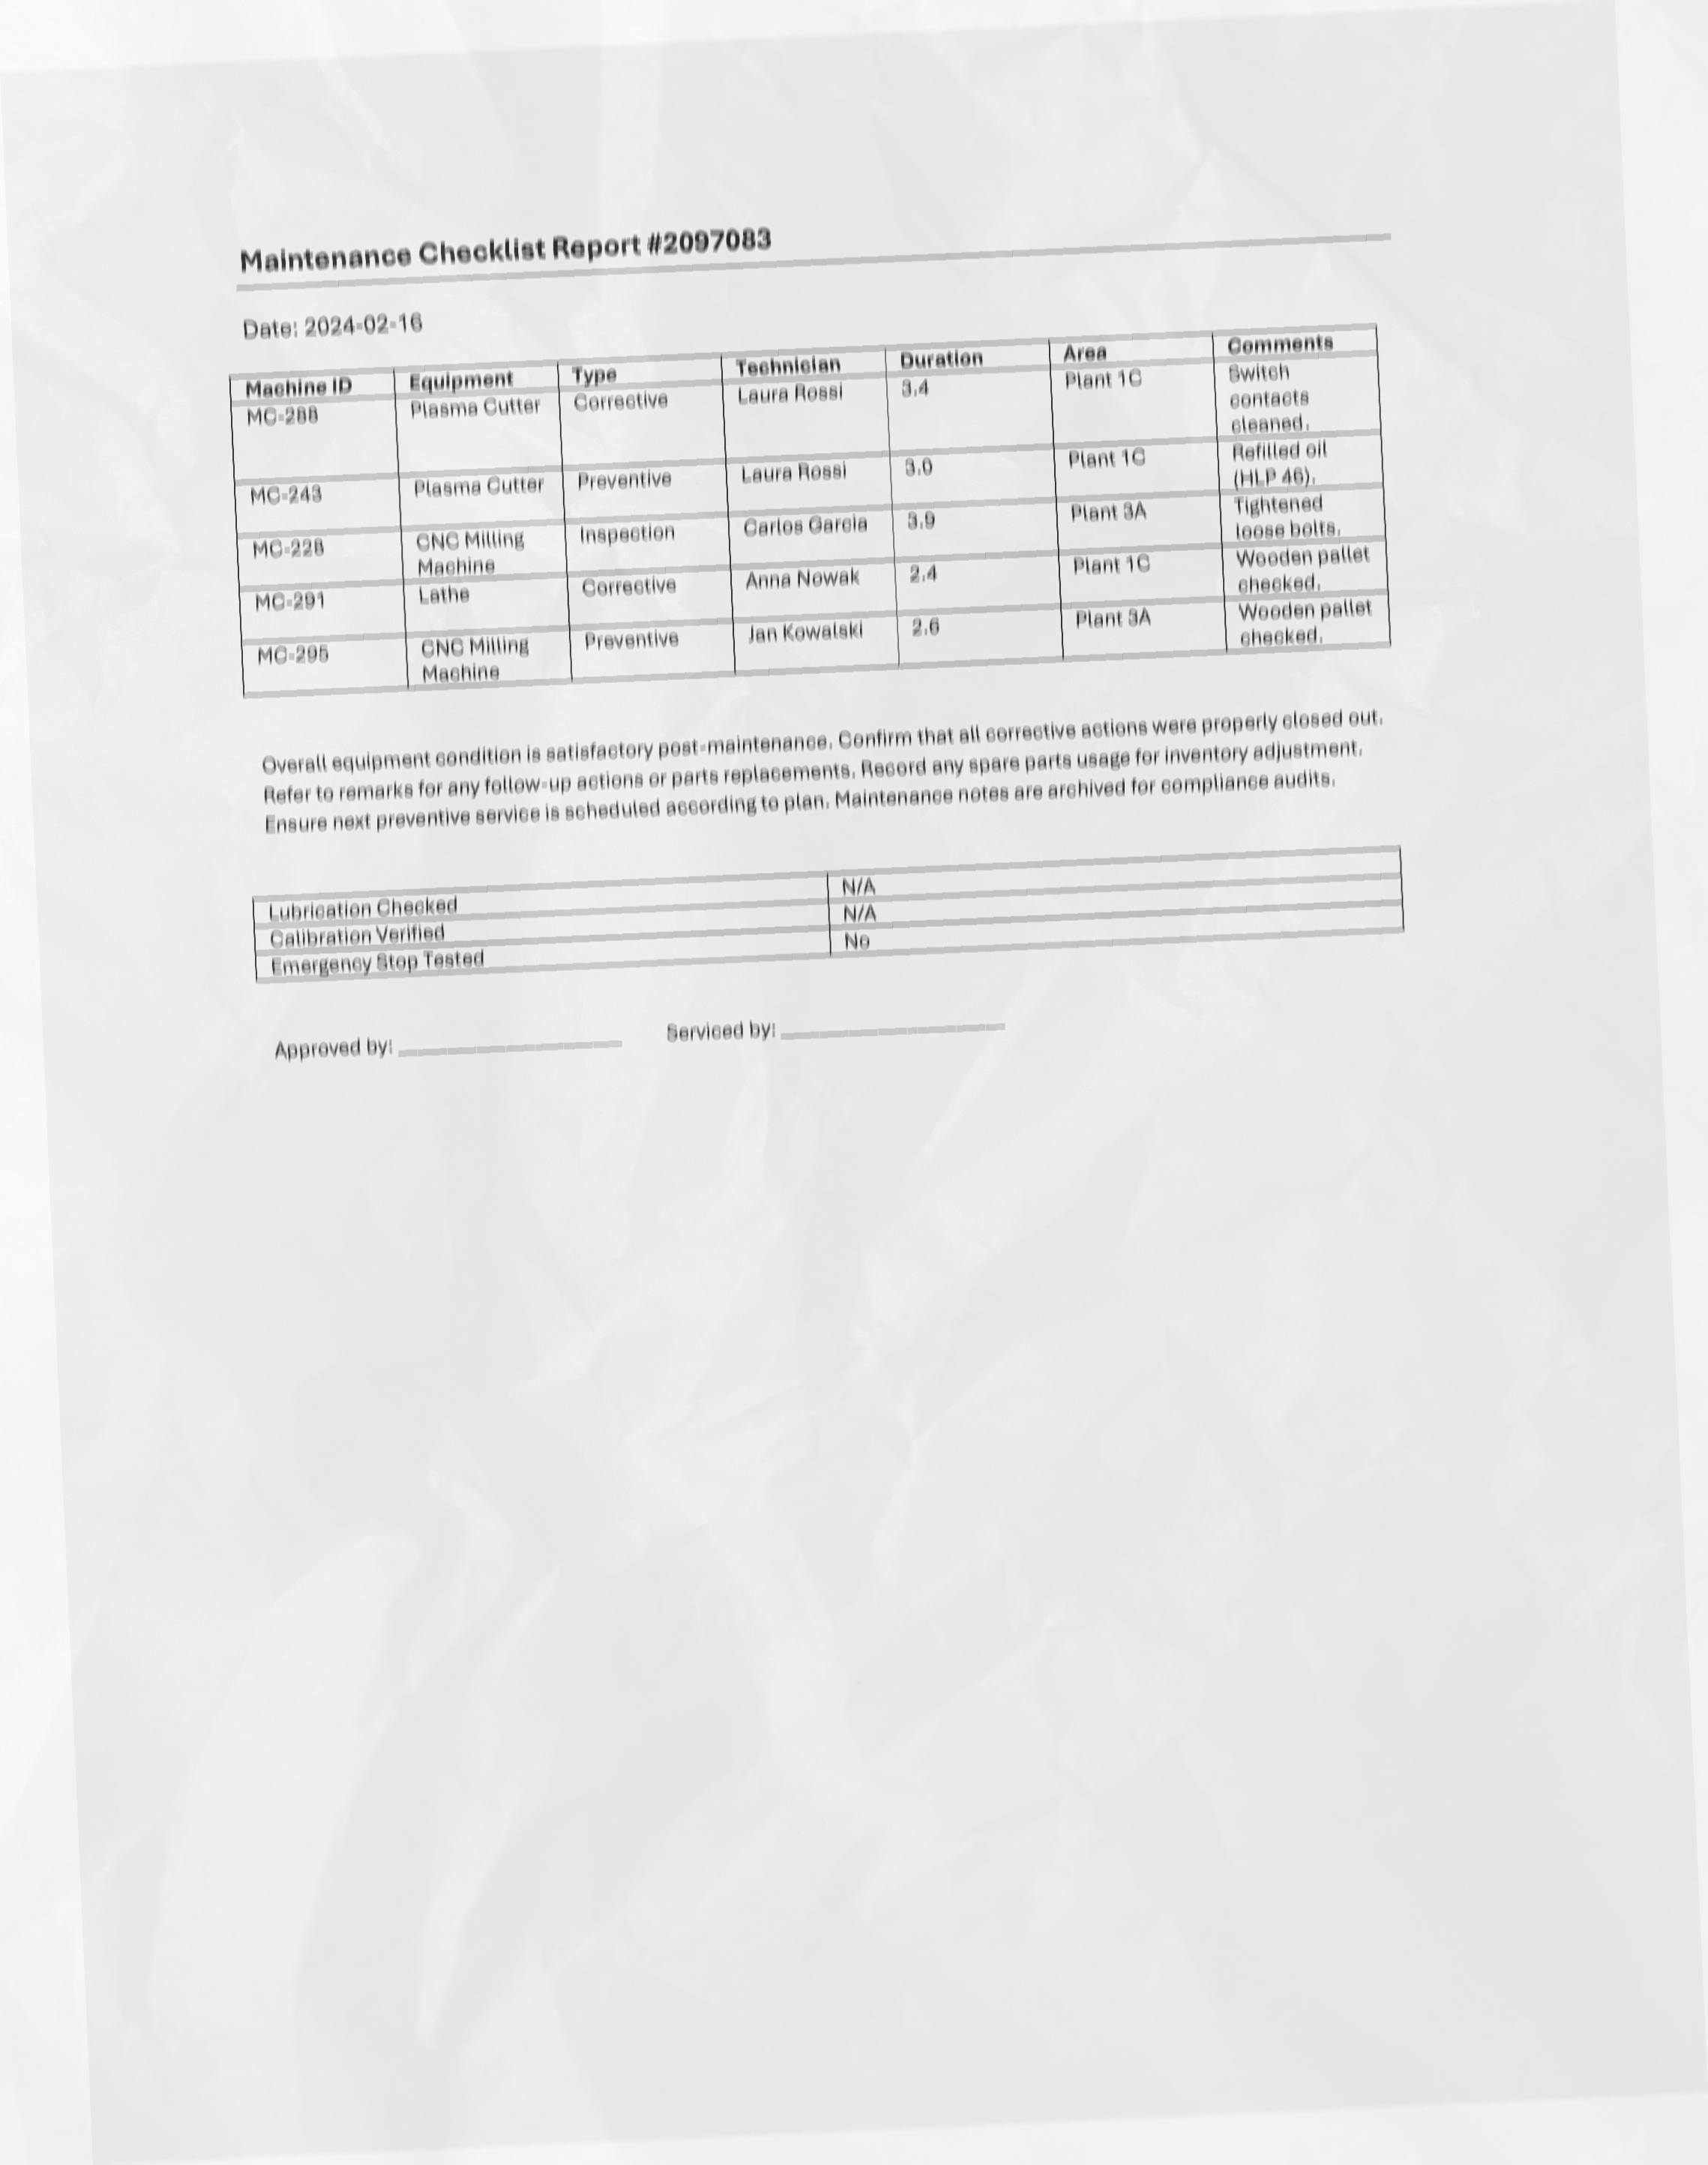 Maintenance Checklist Report #2097083
Date: 2024-02-16
Machine ID Equipment Type Technician Duration Area Comments
MC-288 Plasma Cutter Corrective Laura Rossi 3.4 Plant 1C Switch
contacts
cleaned.
MC-243 Plasma Cutter Preventive Laura Rossi 3.0 Plant 1C Refilled oil
(HLP 46).
MC-228 CNC Milling Inspection Carlos Garcia 3.9 Plant 3A Tightened
Machine loose bolts.
MC-291 Lathe Corrective Anna Nowak 2.4 Plant 1C Wooden pallet
checked.
MC-295 CNC Milling Preventive Jan Kowalski 2.6 Plant 3A Wooden pallet
Machine checked.
Overall equipment condition is satisfactory post-maintenance. Confirm that all corrective actions were properly closed out.
Refer to remarks for any follow-up actions or parts replacements. Record any spare parts usage for inventory adjustment.
Ensure next preventive service is scheduled according to plan. Maintenance notes are archived for compliance audits.
Lubrication Checked N/A
Calibration Verified N/A
Emergency Stop Tested No
Approved by: Serviced by: